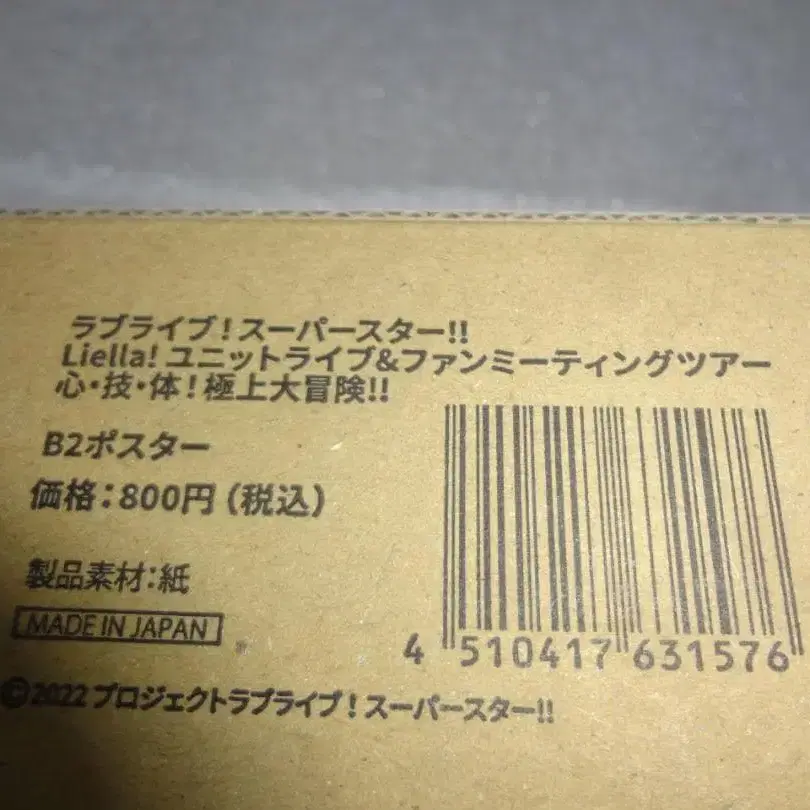 ラブライブ!スーパースター!!
Liella! ユニットライブ&ファンミーティングツアー
心・技・体!極上大冒険!!
B2ポスター
価格:800円(税込)
製品素材:紙
MADE IN JAPAN
4 510417 631576
©2022 プロジェクトラブライブ!スーパースター!!